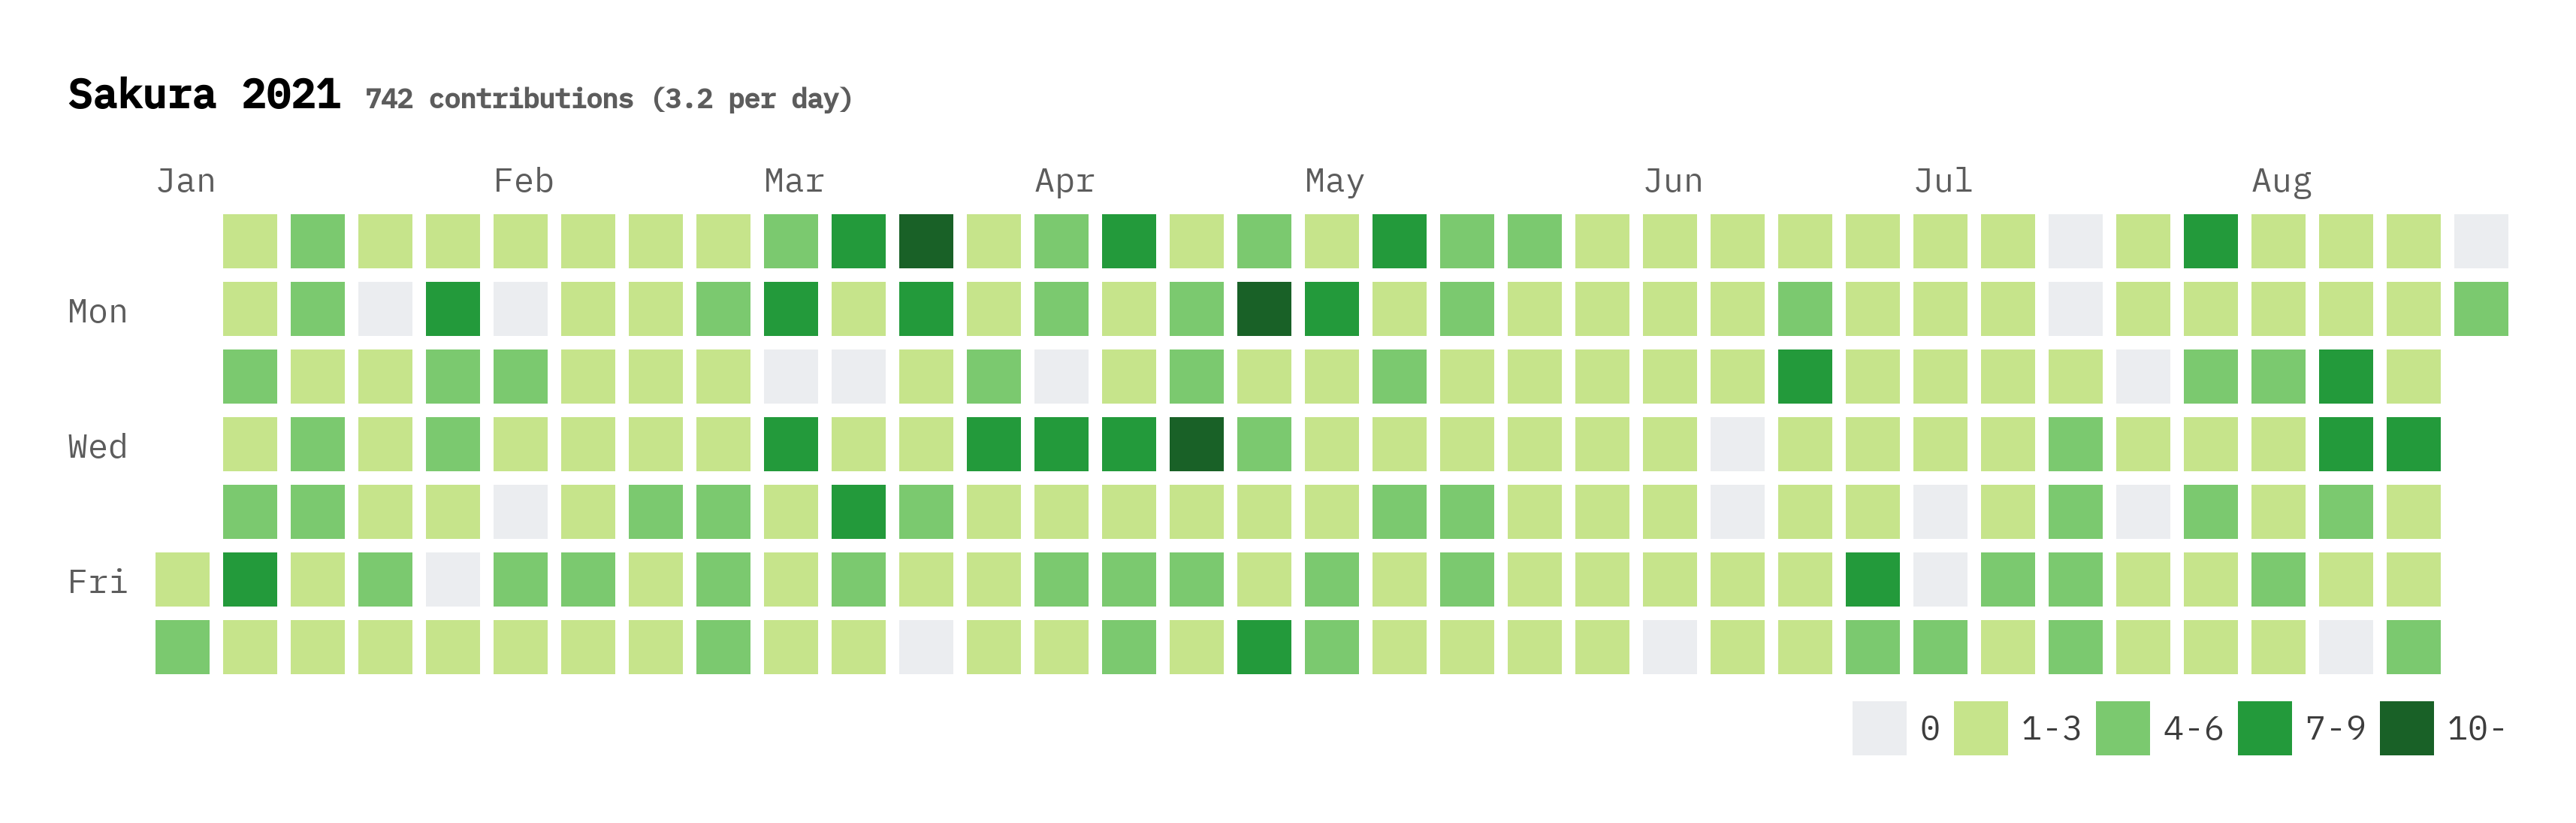 Sakura 2021 742 contributions (3.2 per day)
Jan Feb Mar Apr May Jun Jul Aug
Mon
Wed
Fri
0 1-3 4-6 7-9 10-